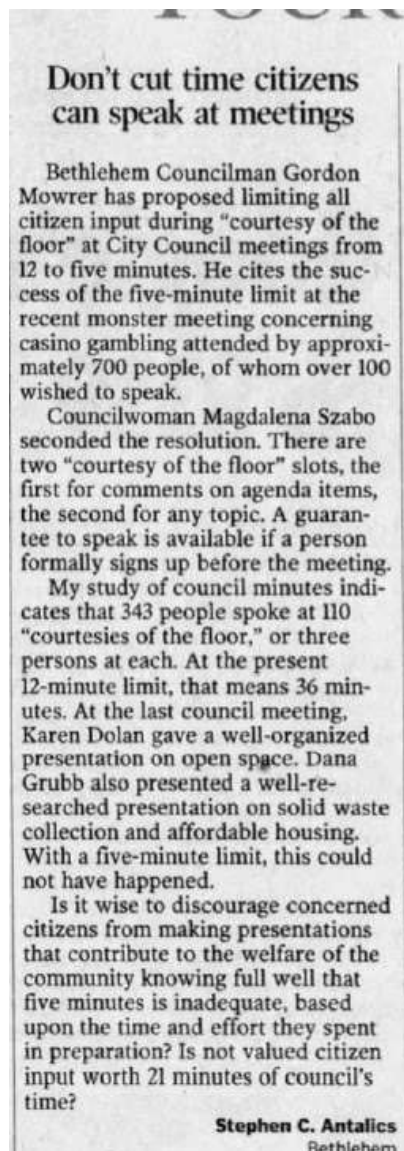 Don't cut time citizens
can speak at meetings
Bethlehem Councilman Gordon
Mowrer has proposed limiting all
citizen input during “courtesy of the
floor” at City Council meetings from
12 to five minutes. He cites the suc-
cess of the five-minute limit at the
recent monster meeting concerning
casino gambling attended by approxi-
mately 700 people, of whom over 100
wished to speak.
Councilwoman Magdalena Szabo
seconded the resolution. There are
two “courtesy of the floor” slots, the
first for comments on agenda items,
the second for any topic. A guaran-
tee to speak is available if a person
formally signs up before the meeting.
My study of council minutes indi-
cates that 343 people spoke at 110
“courtesies of the floor,” or three
persons at each. At the present
12-minute limit, that means 36 min-
utes. At the last council meeting,
Karen Dolan gave a well-organized
presentation on open space. Dana
Grubb also presented a well-re-
searched presentation on solid waste
collection and affordable housing.
With a five-minute limit, this could
not have happened.
Is it wise to discourage concerned
citizens from making presentations
that contribute to the welfare of the
community knowing full well that
five minutes is inadequate, based
upon the time and effort they spent
in preparation? Is not valued citizen
input worth 21 minutes of council's
time?
Stephen C. Antalics
Bethlehem